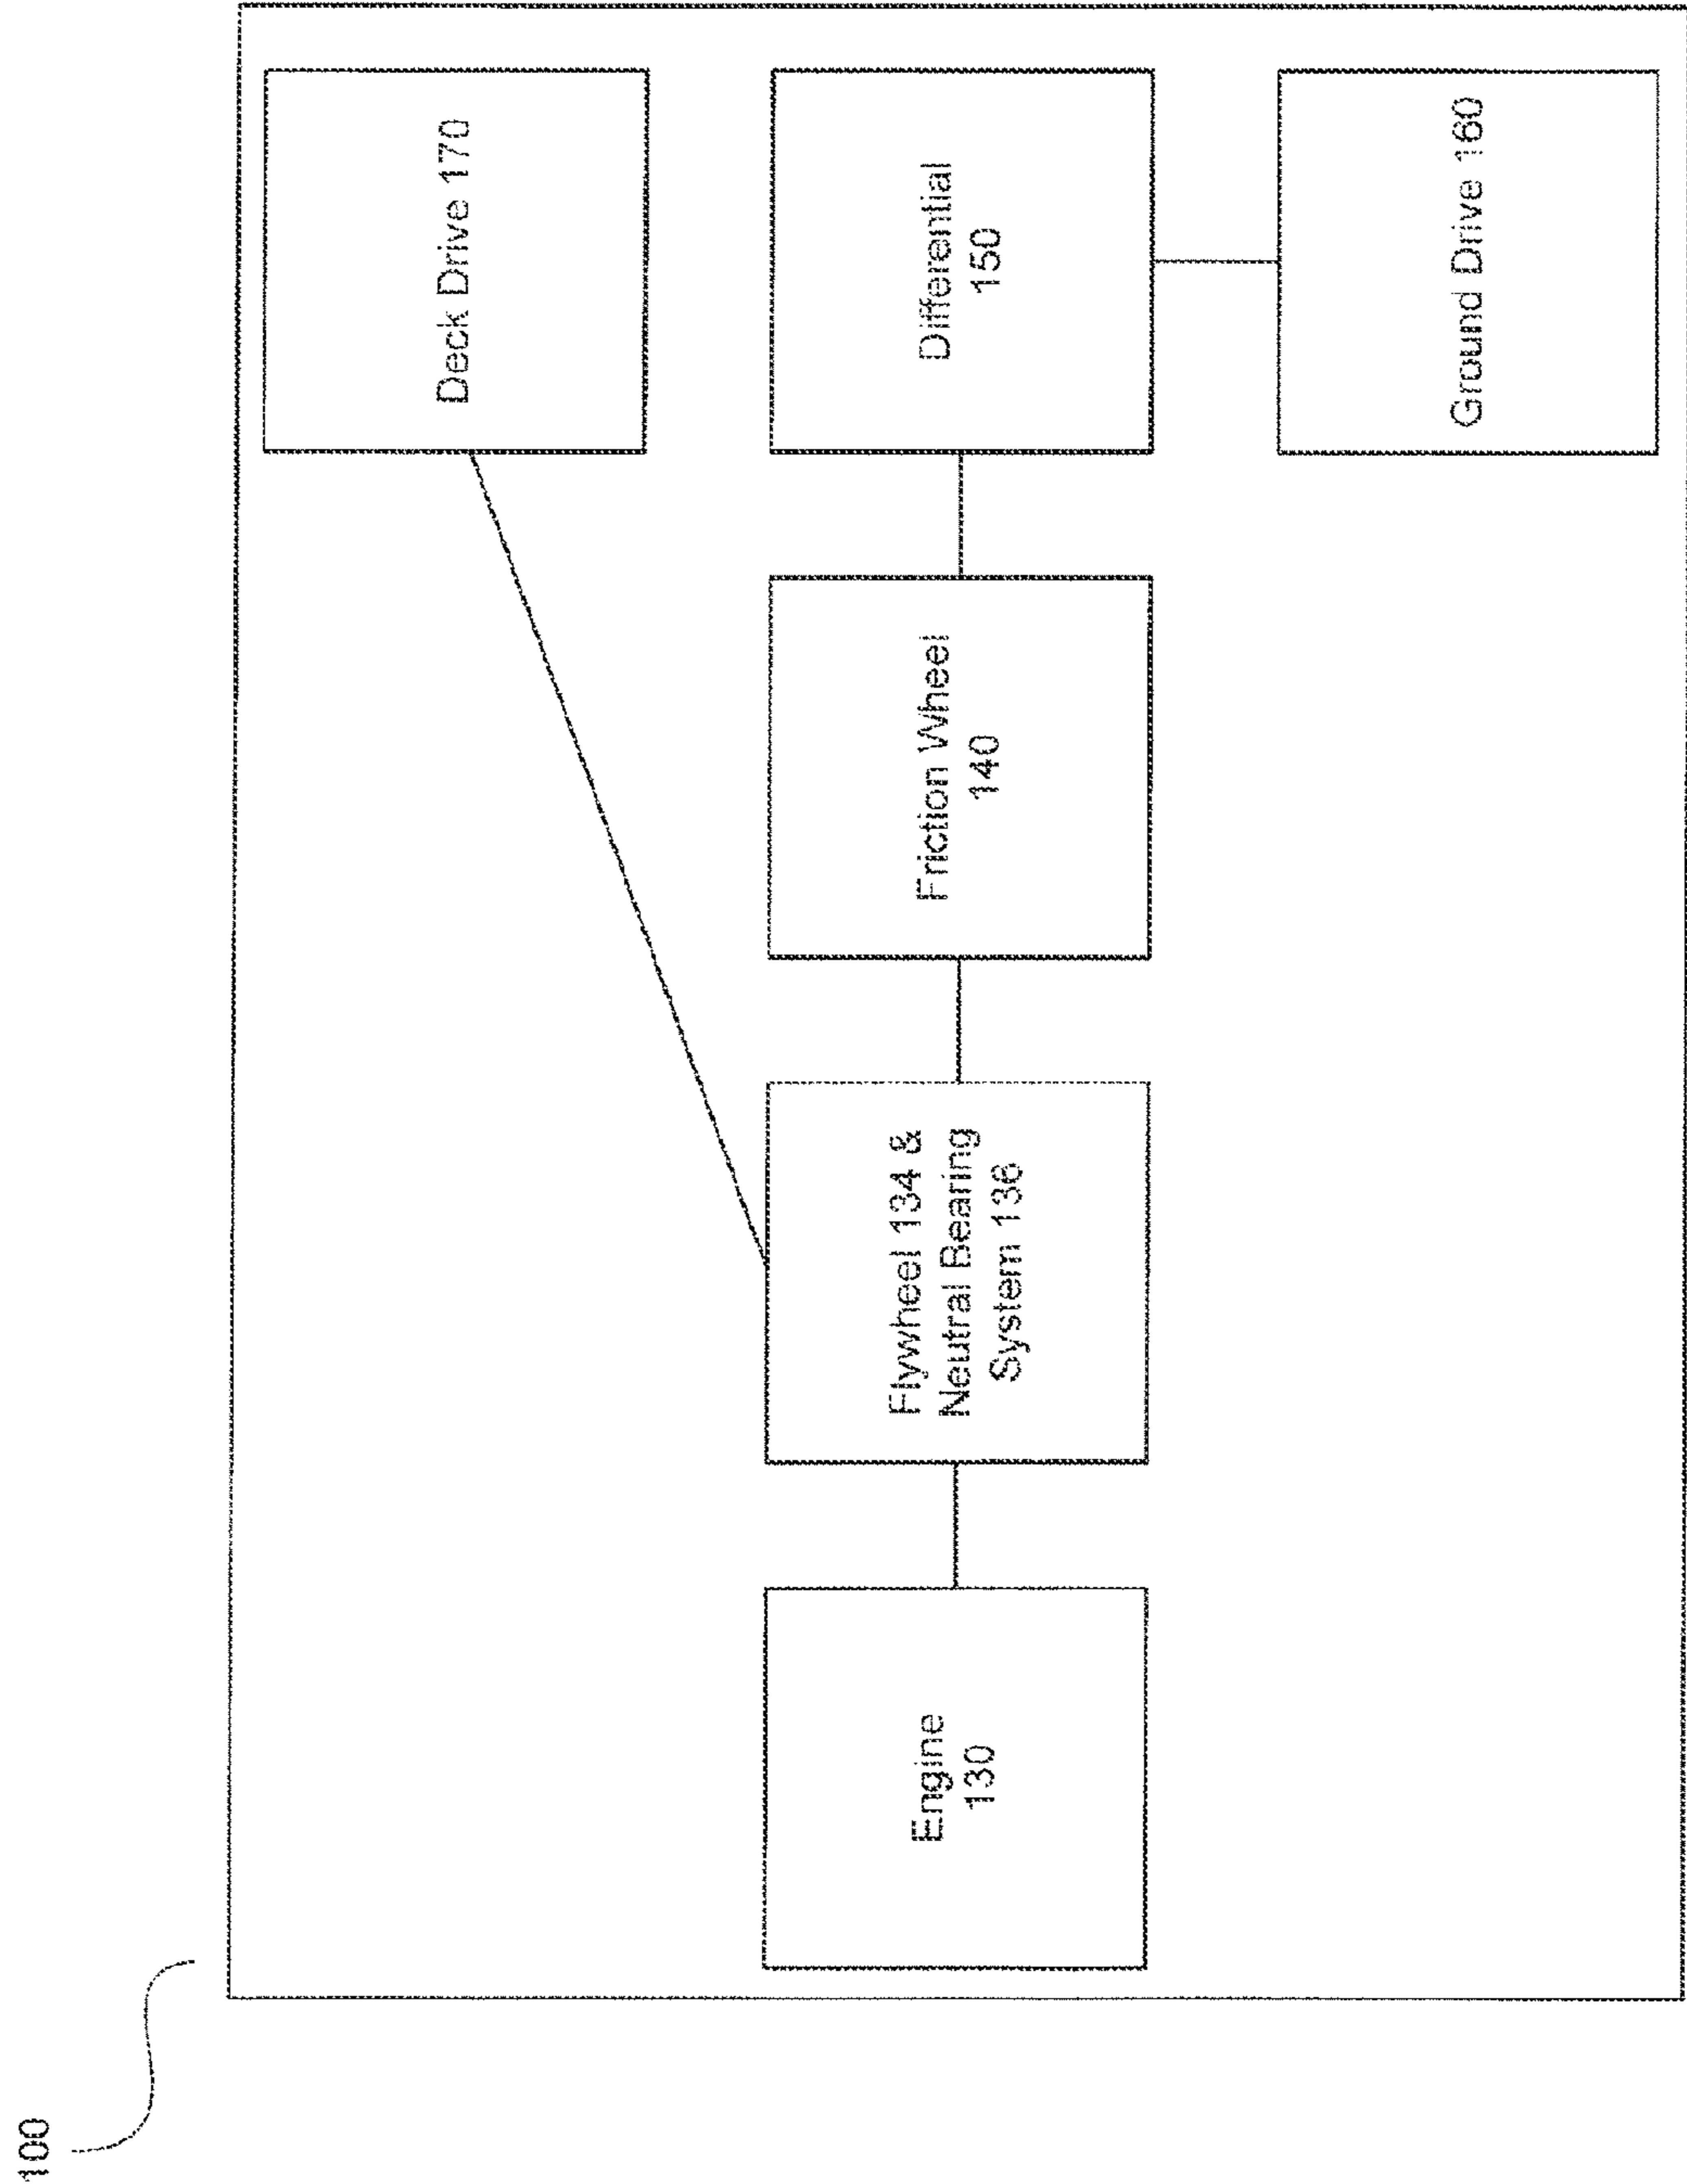 100
Engine
130
Flywheel 134 &
Neutral Bearing
System 136
Friction Wheel
140
Deck Drive 170
Differential
150
Ground Drive 160